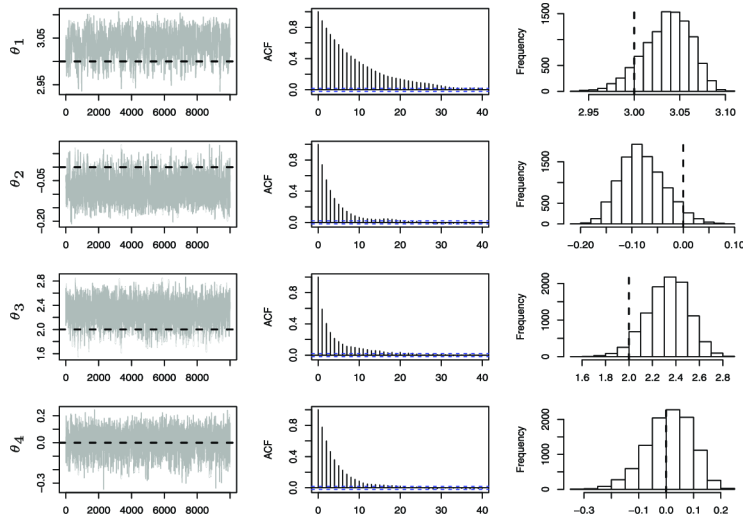 θ1
3.05
2.95
0 2000 4000 6000 8000
ACF
0.0 0.4 0.8
0 10 20 30 40
Frequency
0 500 1500
2.95 3.00 3.05 3.10
θ2
-0.05
-0.20
0 2000 4000 6000 8000
ACF
0.0 0.4 0.8
0 10 20 30 40
Frequency
0 500 1500
-0.20 -0.10 0.00 0.10
θ3
1.6 2.0 2.4 2.8
0 2000 4000 6000 8000
ACF
0.0 0.4 0.8
0 10 20 30 40
Frequency
0 1000 2000
1.6 1.8 2.0 2.2 2.4 2.6 2.8
θ4
-0.3 0.0 0.2
0 2000 4000 6000 8000
ACF
0.0 0.4 0.8
0 10 20 30 40
Frequency
0 1000 2000
-0.3 -0.1 0.0 0.1 0.2